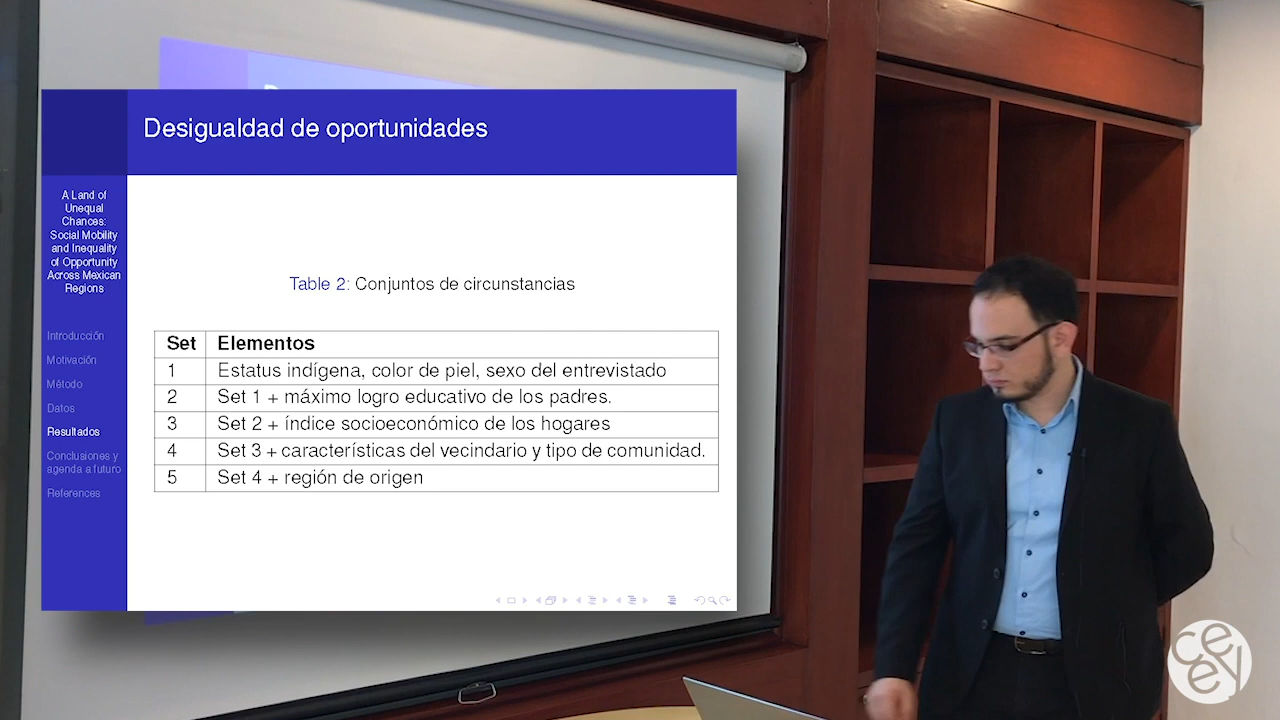 Desigualdad de oportunidades
A Land of
Unequal
Chances:
Social Mobility
and Inequality
of Opportunity
Across Mexican
Regions
Introducción
Motivación
Método
Datos
Resultados
Conclusiones y
agenda a futuro
References
Table 2: Conjuntos de circunstancias
Set Elementos
1 Estatus indígena, color de piel, sexo del entrevistado
2 Set 1 + máximo logro educativo de los padres.
3 Set 2 + índice socioeconómico de los hogares
4 Set 3 + características del vecindario y tipo de comunidad.
5 Set 4 + región de origen
ceey